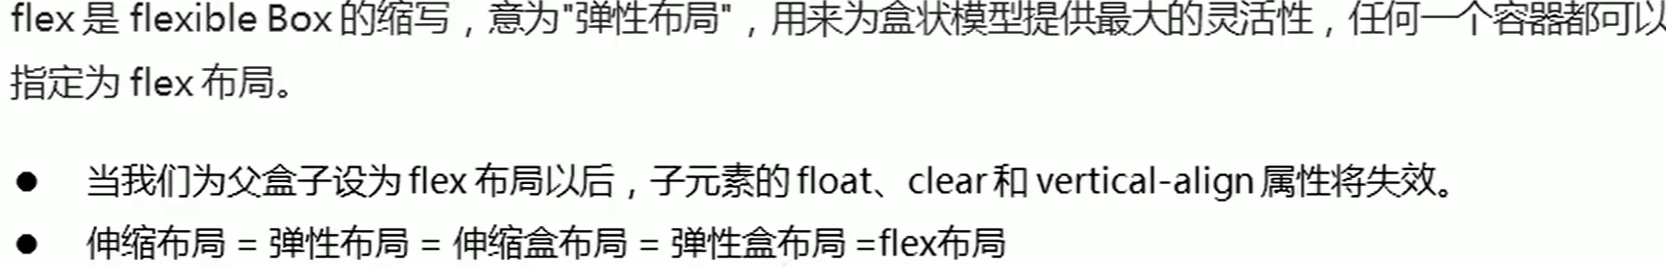 flex 是 flexible Box 的缩写，意为"弹性布局"，用来为盒状模型提供最大的灵活性，任何一个容器都可以
指定为 flex 布局。
● 当我们为父盒子设为 flex 布局以后，子元素的 float、clear 和 vertical-align 属性将失效。
● 伸缩布局 = 弹性布局 = 伸缩盒布局 = 弹性盒布局 =flex布局